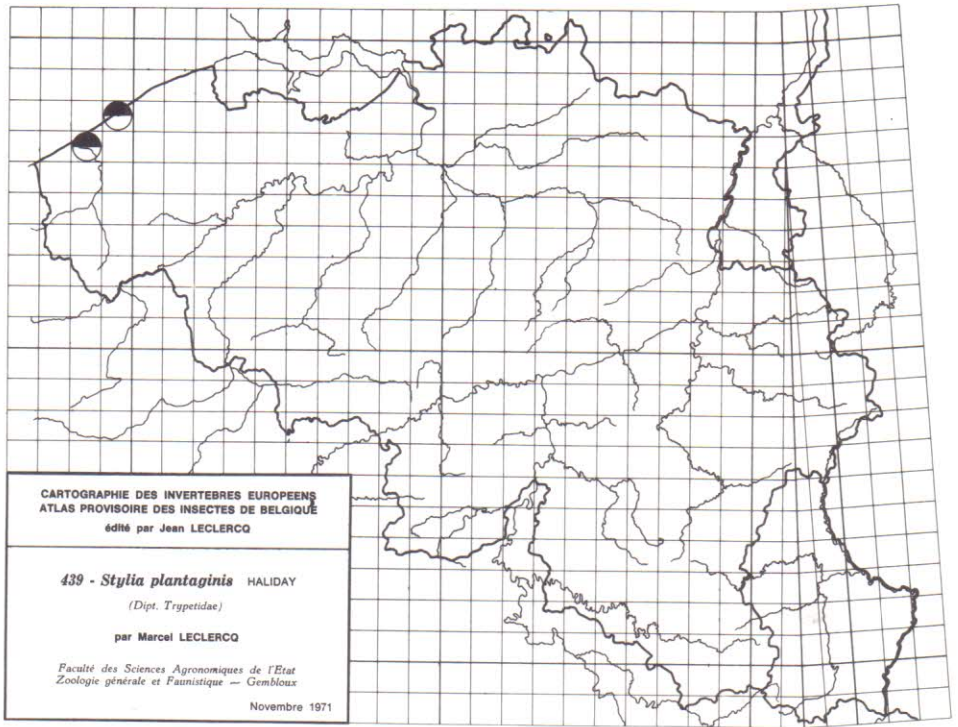 CARTOGRAPHIE DES INVERTEBRES EUROPEENS
ATLAS PROVISOIRE DES INSECTES DE BELGIQUE
édité par Jean LECLERCQ
439 - Stylia plantaginis HALIDAY
(Dipt. Trypetidae)
par Marcel LECLERCQ
Faculté des Sciences Agronomiques de l'Etat
Zoologie générale et Faunistique — Gembloux
Novembre 1971